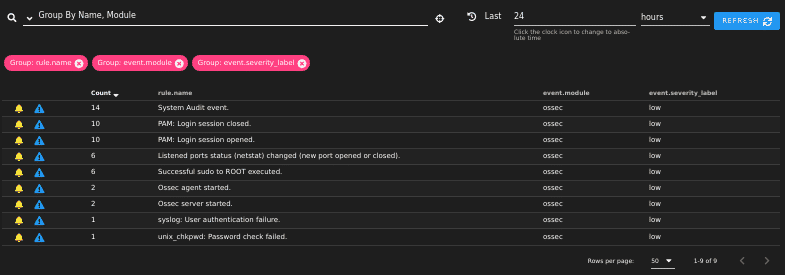 Group By Name, Module
Last 24 hours REFRESH
Click the clock icon to change to abso-
lute time
Group: rule.name Group: event.module Group: event.severity_label
Count rule.name event.module event.severity_label
14 System Audit event. ossec low
10 PAM: Login session closed. ossec low
10 PAM: Login session opened. ossec low
6 Listened ports status (netstat) changed (new port opened or closed). ossec low
6 Successful sudo to ROOT executed. ossec low
2 Ossec agent started. ossec low
2 Ossec server started. ossec low
1 syslog: User authentication failure. ossec low
1 unix_chkpwd: Password check failed. ossec low
Rows per page: 50 1-9 of 9